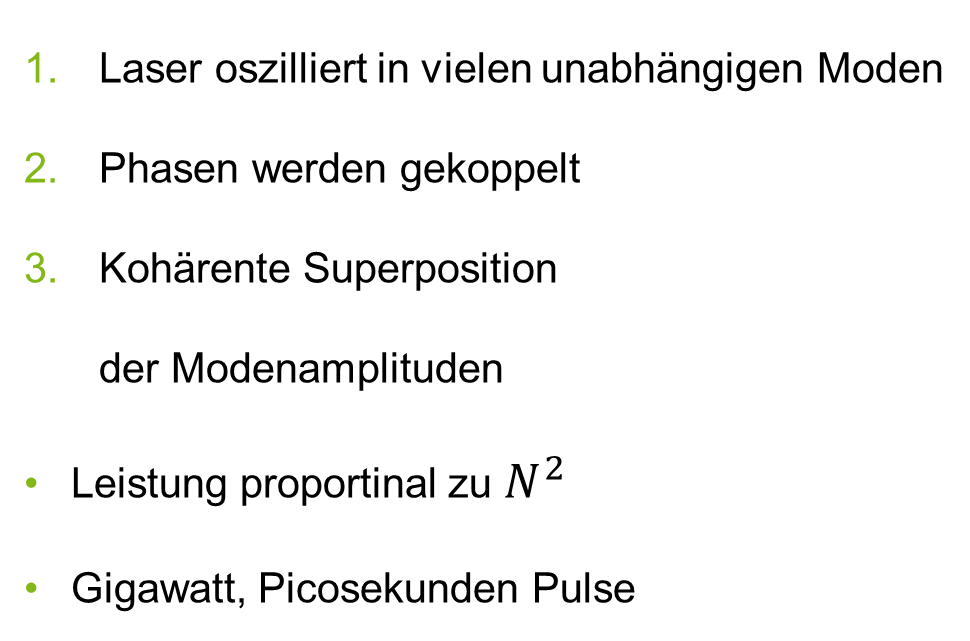 1. Laser oszilliert in vielen unabhängigen Moden
2. Phasen werden gekoppelt
3. Kohärente Superposition
der Modenamplituden
• Leistung proportinal zu N²
• Gigawatt, Picosekunden Pulse